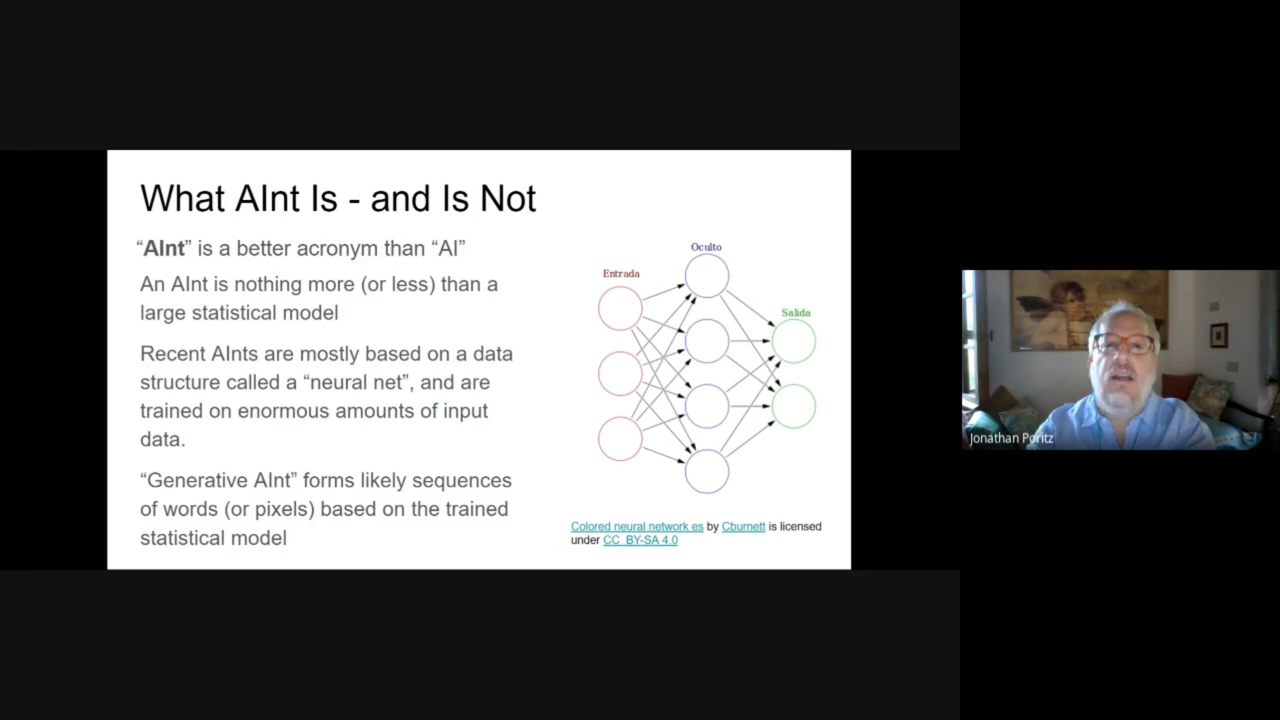 What AInt Is - and Is Not
“AInt” is a better acronym than “AI”
An AInt is nothing more (or less) than a
large statistical model
Recent AInts are mostly based on a data
structure called a “neural net”, and are
trained on enormous amounts of input
data.
“Generative AInt” forms likely sequences
of words (or pixels) based on the trained
statistical model
Oculto
Entrada
Salida
Colored neural network es by Cburnett is licensed
under CC BY-SA 4.0
Jonathan Poritz